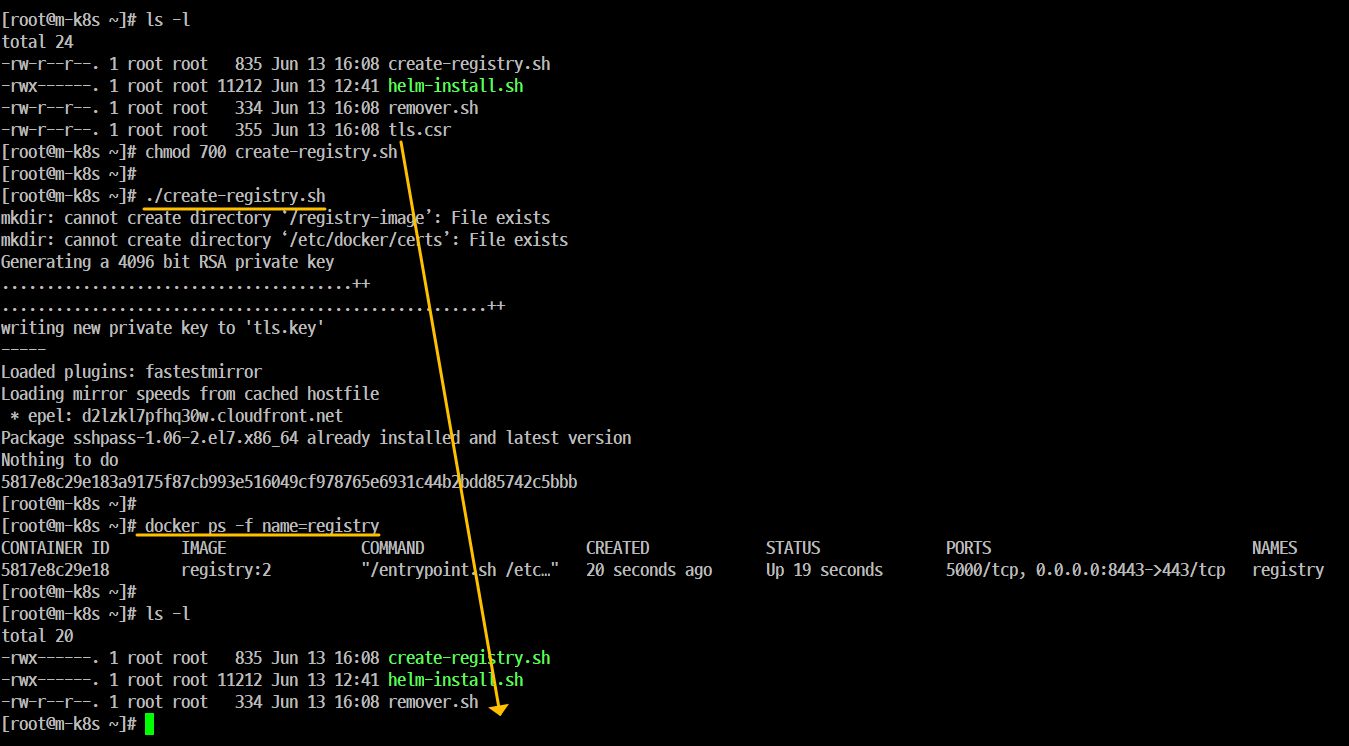 [root@m-k8s ~]# ls -l
total 24
-rw-r--r--. 1 root root   835 Jun 13 16:08 create-registry.sh
-rwx------. 1 root root 11212 Jun 13 12:41 helm-install.sh
-rw-r--r--. 1 root root   334 Jun 13 16:08 remover.sh
-rw-r--r--. 1 root root   355 Jun 13 16:08 tls.csr
[root@m-k8s ~]# chmod 700 create-registry.sh
[root@m-k8s ~]#
[root@m-k8s ~]# ./create-registry.sh
mkdir: cannot create directory ‘/registry-image’: File exists
mkdir: cannot create directory ‘/etc/docker/certs’: File exists
Generating a 4096 bit RSA private key
.......................................++
......................................................++
writing new private key to 'tls.key'
-----
Loaded plugins: fastestmirror
Loading mirror speeds from cached hostfile
 * epel: d2lzkl7pfhq30w.cloudfront.net
Package sshpass-1.06-2.el7.x86_64 already installed and latest version
Nothing to do
5817e8c29e183a9175f87cb993e516049cf978765e6931c44b2bdd85742c5bbb
[root@m-k8s ~]#
[root@m-k8s ~]# docker ps -f name=registry
CONTAINER ID        IMAGE               COMMAND                  CREATED             STATUS              PORTS                             NAMES
5817e8c29e18        registry:2          "/entrypoint.sh /etc…"   20 seconds ago      Up 19 seconds       5000/tcp, 0.0.0.0:8443->443/tcp   registry
[root@m-k8s ~]#
[root@m-k8s ~]# ls -l
total 20
-rwx------. 1 root root   835 Jun 13 16:08 create-registry.sh
-rwx------. 1 root root 11212 Jun 13 12:41 helm-install.sh
-rw-r--r--. 1 root root   334 Jun 13 16:08 remover.sh
[root@m-k8s ~]#